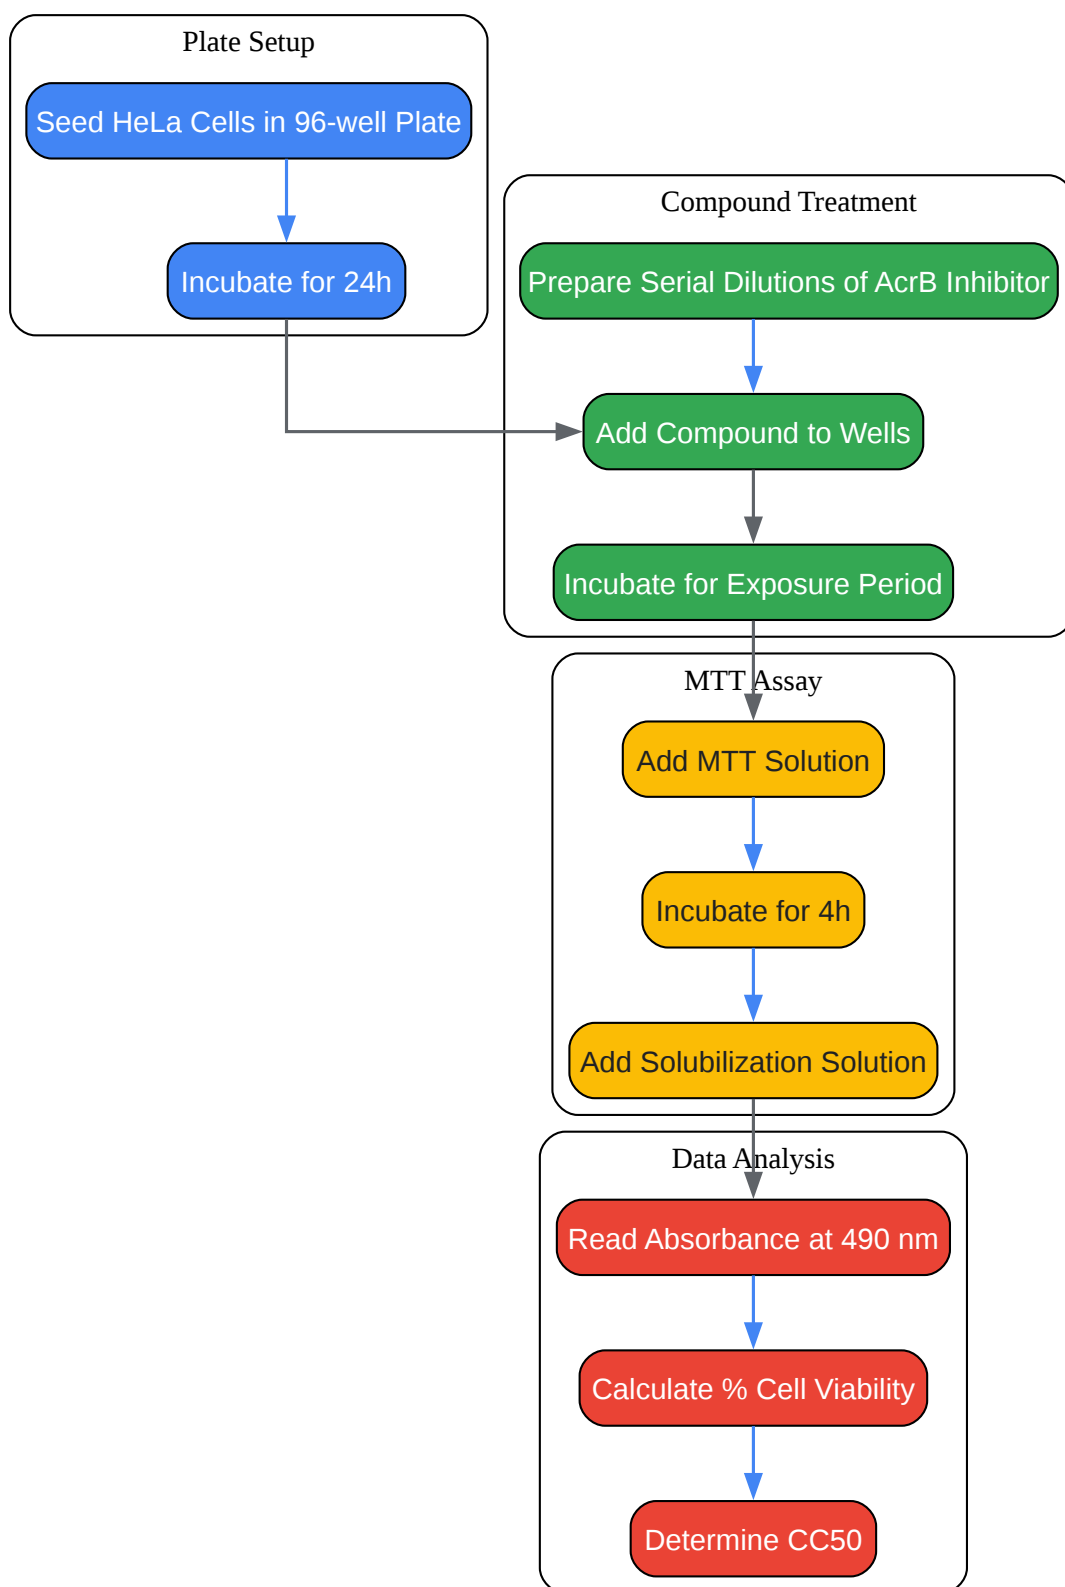 Plate Setup
Seed HeLa Cells in 96-well Plate
Incubate for 24h
Compound Treatment
Prepare Serial Dilutions of AcrB Inhibitor
Add Compound to Wells
Incubate for Exposure Period
MTT Assay
Add MTT Solution
Incubate for 4h
Add Solubilization Solution
Data Analysis
Read Absorbance at 490 nm
Calculate % Cell Viability
Determine CC50